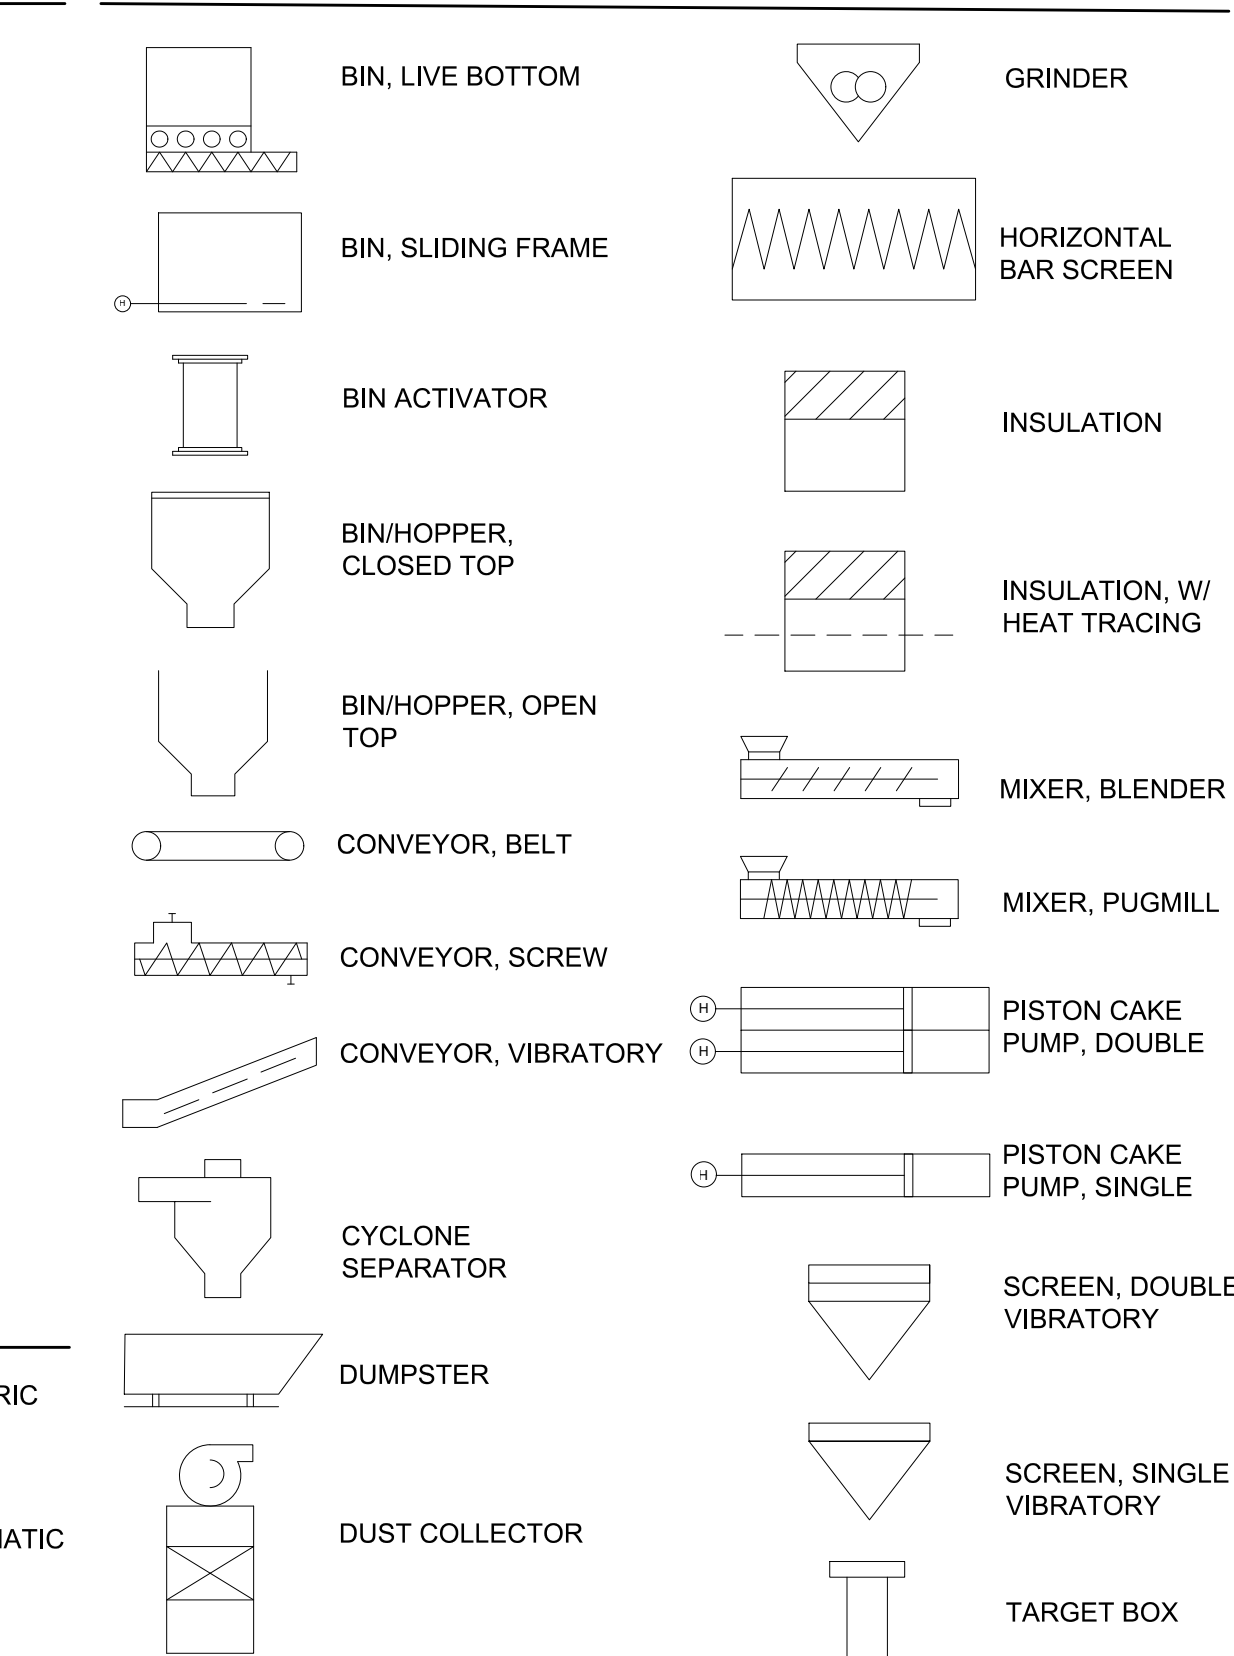 BIN, LIVE BOTTOM
BIN, SLIDING FRAME
H
BIN ACTIVATOR
BIN/HOPPER,
CLOSED TOP
BIN/HOPPER, OPEN
TOP
CONVEYOR, BELT
CONVEYOR, SCREW
CONVEYOR, VIBRATORY
CYCLONE
SEPARATOR
DUMPSTER
RIC
DUST COLLECTOR
MATIC
GRINDER
HORIZONTAL
BAR SCREEN
INSULATION
INSULATION, W/
HEAT TRACING
MIXER, BLENDER
MIXER, PUGMILL
H
H
PISTON CAKE
PUMP, DOUBLE
H
PISTON CAKE
PUMP, SINGLE
SCREEN, DOUBLE
VIBRATORY
SCREEN, SINGLE
VIBRATORY
TARGET BOX